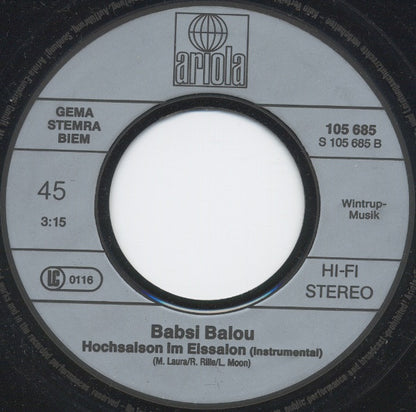 ariola
GEMA
STEMRA
BIEM
105 685
S 105 685 B
45
3:15
Wintrup-
Musik
LC 0116
HI-FI
STEREO
Babsi Balou
Hochsaison Im Eissalon (Instrumental)
(M. Laura/R. Rille/L. Moon)